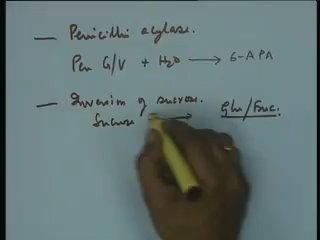 — Penicillin acylase.
Pen G/V + H₂O → 6-APA
— Inversion of sucrose.
Sucrose → Glu/Fruc.